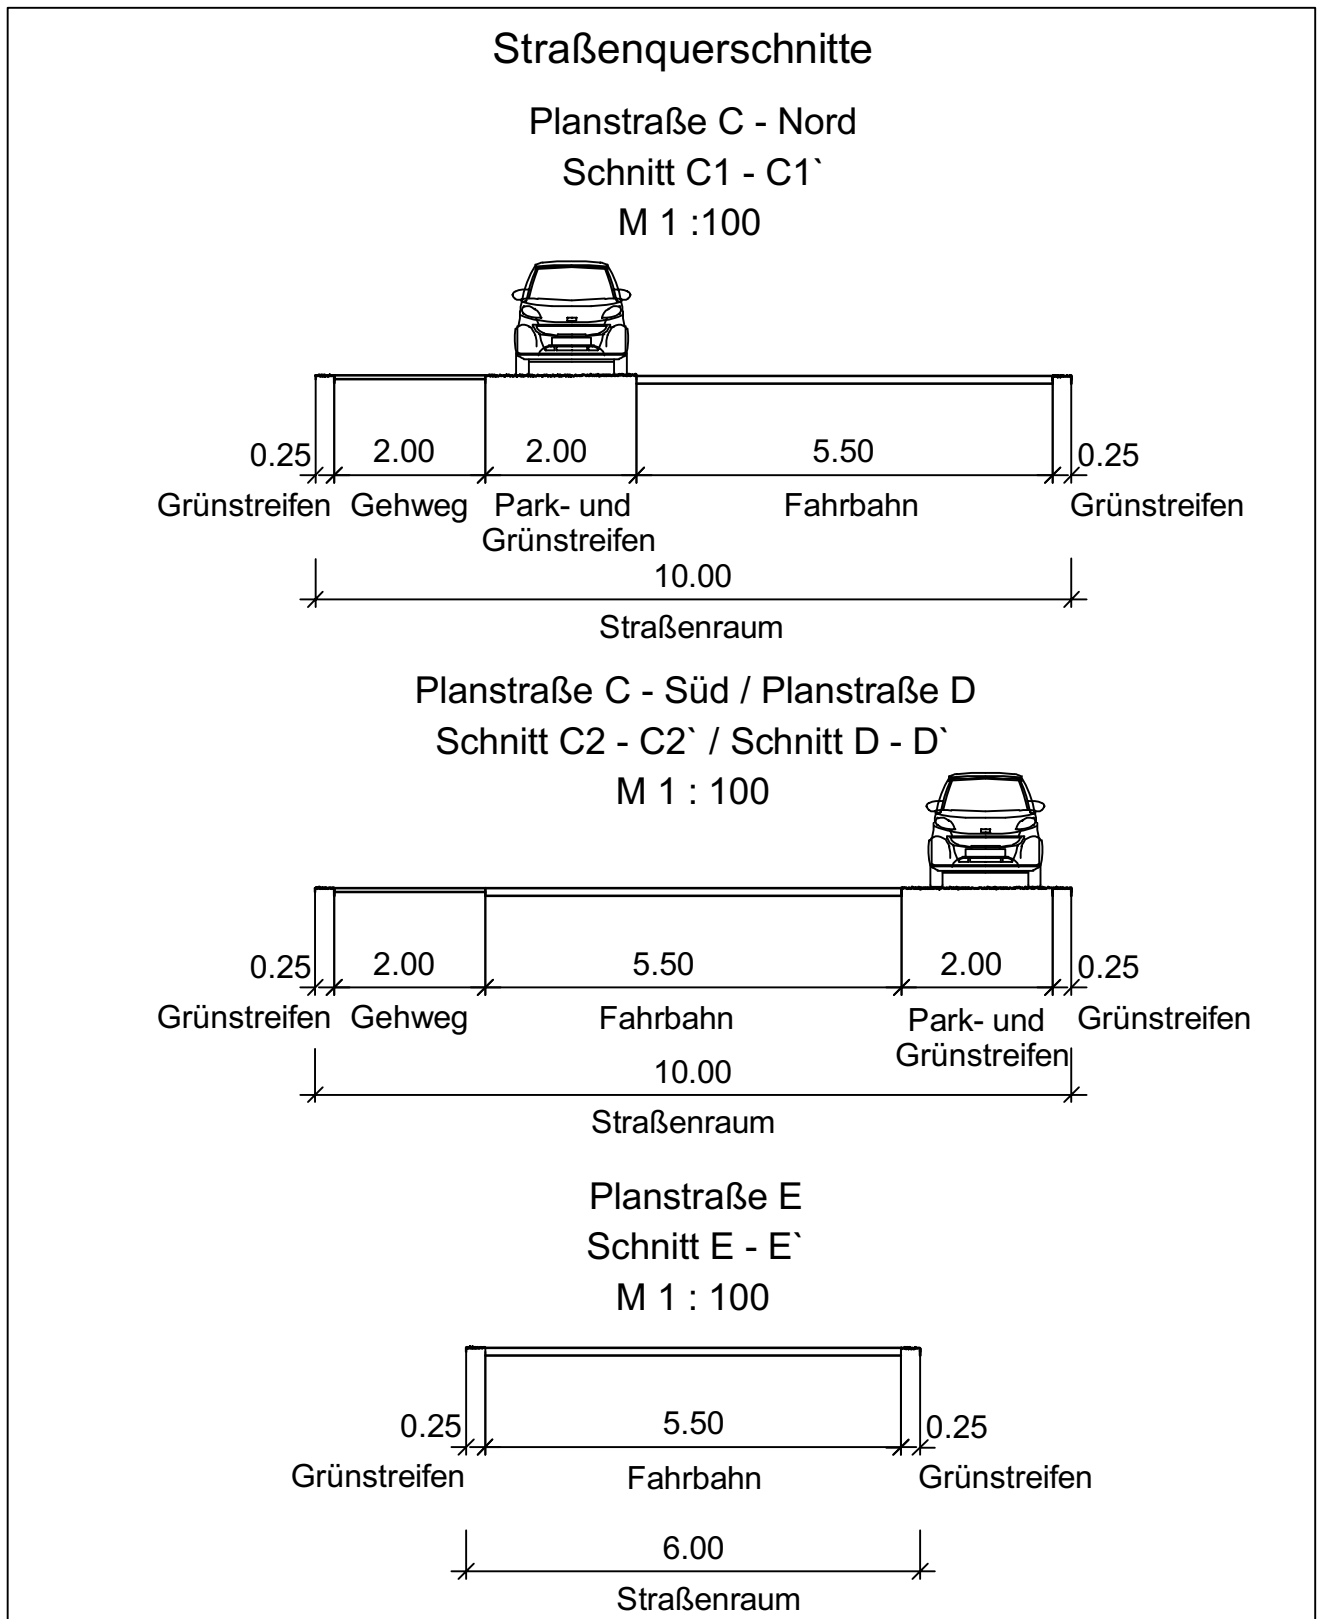 Straßenquerschnitte
Planstraße C - Nord
Schnitt C1 - C1`
M 1 :100
0.25 2.00 2.00 5.50 0.25
Grünstreifen Gehweg Park- und Fahrbahn Grünstreifen
Grünstreifen
10.00
Straßenraum
Planstraße C - Süd / Planstraße D
Schnitt C2 - C2` / Schnitt D - D`
M 1 : 100
0.25 2.00 5.50 2.00 0.25
Grünstreifen Gehweg Fahrbahn Park- und Grünstreifen
Grünstreifen
10.00
Straßenraum
Planstraße E
Schnitt E - E`
M 1 : 100
0.25 5.50 0.25
Grünstreifen Fahrbahn Grünstreifen
6.00
Straßenraum